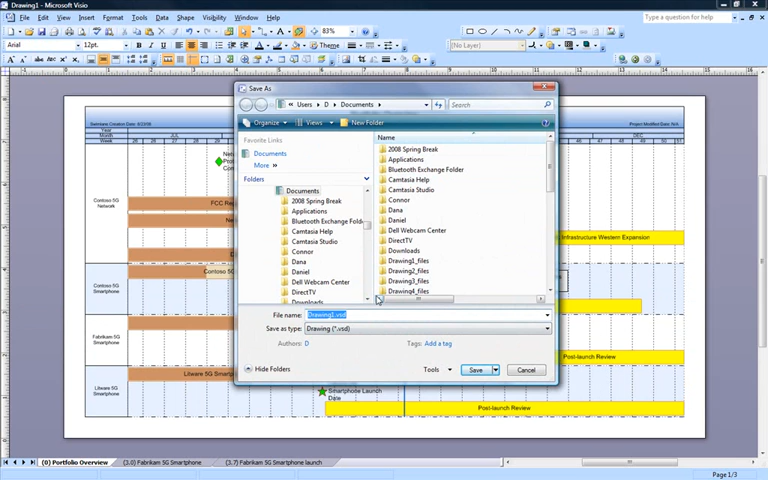 Drawing1 - Microsoft Visio
File Edit View Insert Format Tools Data Shape Visibility Window Help
Type a question for help
83%
Arial 12pt. Theme {No Layer}
Save As
Users D Documents Search
Organize Views New Folder
Favorite Links
Documents
More »
Folders
Documents
2008 Spring Break
Applications
Bluetooth Exchange Fold
Camtasia Help
Camtasia Studio
Connor
Dana
Daniel
Dell Webcam Center
DirectTV
Downloads
Name
2008 Spring Break
Applications
Bluetooth Exchange Folder
Camtasia Help
Camtasia Studio
Connor
Dana
Daniel
Dell Webcam Center
DirectTV
Downloads
Drawing1_files
Drawing2_files
Drawing3_files
Drawing4_files
File name: Drawing1.vsd
Save as type: Drawing (*.vsd)
Authors: D Tags: Add a tag
Hide Folders Tools Save Cancel
Year
Month JUL DEC
Week
Contoso 5G
Network
FCC Re
Infrastructure Western Expansion
Contoso 5G
Smartphone
Contoso 5G
Fabrikam 5G
Smartphone
Post-launch Review
Litware 5G
Smartphone
Litware 5G S
Smartphone Launch
Date
Post-launch Review
(0) Portfolio Overview (3.0) Fabrikam 5G Smartphone (3.7) Fabrikam 5G Smartphone launch
Page 1/3